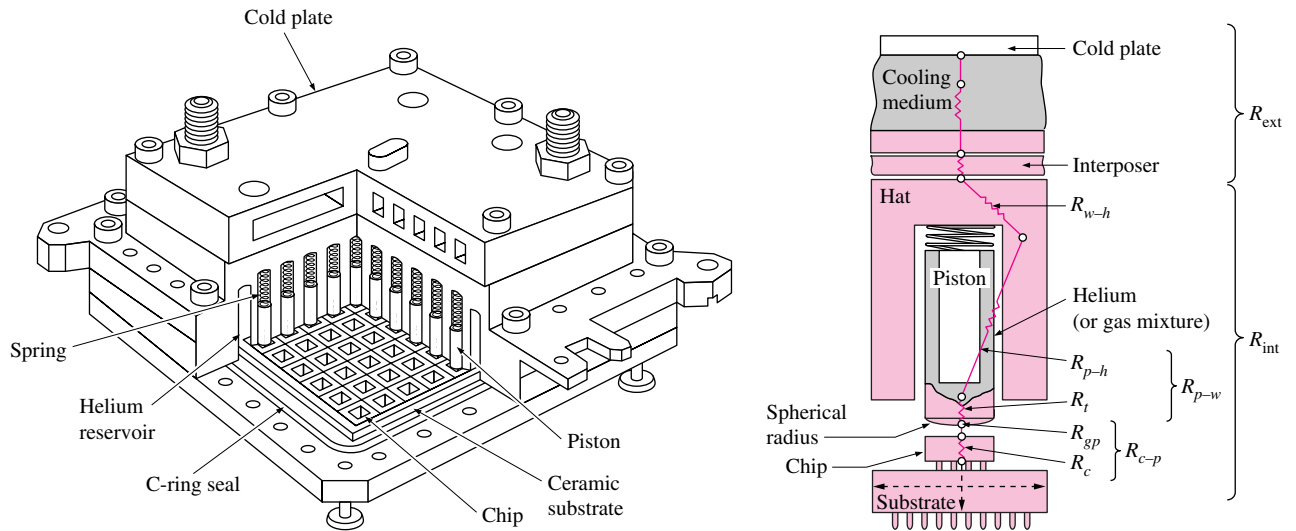 Cold plate
Spring
Helium
reservoir
C-ring seal
Chip
Ceramic
substrate
Piston
Cold plate
Cooling
medium
Interposer
R_ext
Hat
R_w–h
Piston
Helium
(or gas mixture)
R_int
R_p–h
R_p–w
R_t
Spherical
radius
R_gp
R_c–p
Chip
R_c
Substrate